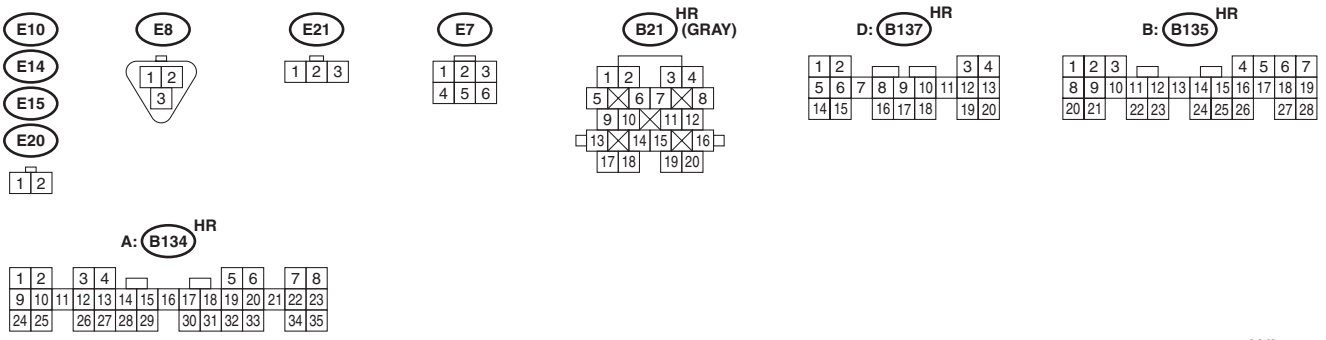 E10
E14
E15
E20
1 2
E8
1 2
3
E21
1 2 3
E7
1 2 3
4 5 6
B21 HR (GRAY)
1 2 3 4
5 6 7 8
9 10 11 12
13 14 15 16
17 18 19 20
D: B137 HR
1 2 3 4
5 6 7 8 9 10 11 12 13
14 15 16 17 18 19 20
B: B135 HR
1 2 3 4 5 6 7
8 9 10 11 12 13 14 15 16 17 18 19
20 21 22 23 24 25 26 27 28
A: B134 HR
1 2 3 4 5 6 7 8
9 10 11 12 13 14 15 16 17 18 19 20 21 22 23
24 25 26 27 28 29 30 31 32 33 34 35